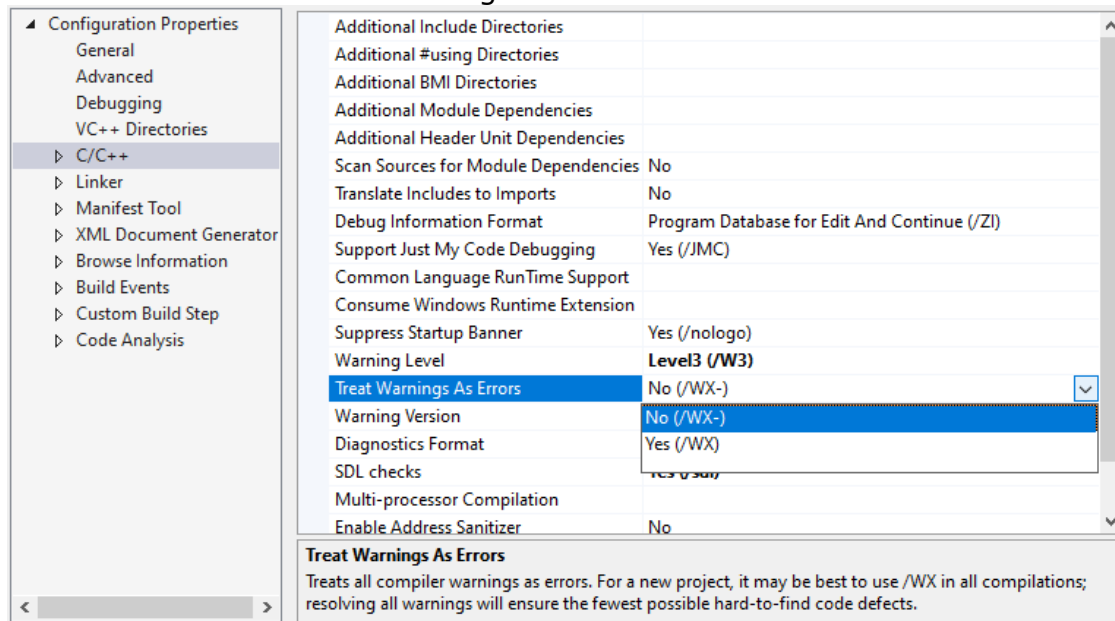 Configuration Properties
General
Advanced
Debugging
VC++ Directories
C/C++
Linker
Manifest Tool
XML Document Generator
Browse Information
Build Events
Custom Build Step
Code Analysis
Additional Include Directories
Additional #using Directories
Additional BMI Directories
Additional Module Dependencies
Additional Header Unit Dependencies
Scan Sources for Module Dependencies No
Translate Includes to Imports No
Debug Information Format Program Database for Edit And Continue (/ZI)
Support Just My Code Debugging Yes (/JMC)
Common Language RunTime Support
Consume Windows Runtime Extension
Suppress Startup Banner Yes (/nologo)
Warning Level Level3 (/W3)
Treat Warnings As Errors No (/WX-)
Warning Version No (/WX-)
Diagnostics Format Yes (/WX)
SDL checks Yes (/sdl)
Multi-processor Compilation
Enable Address Sanitizer No
Treat Warnings As Errors
Treats all compiler warnings as errors. For a new project, it may be best to use /WX in all compilations;
resolving all warnings will ensure the fewest possible hard-to-find code defects.